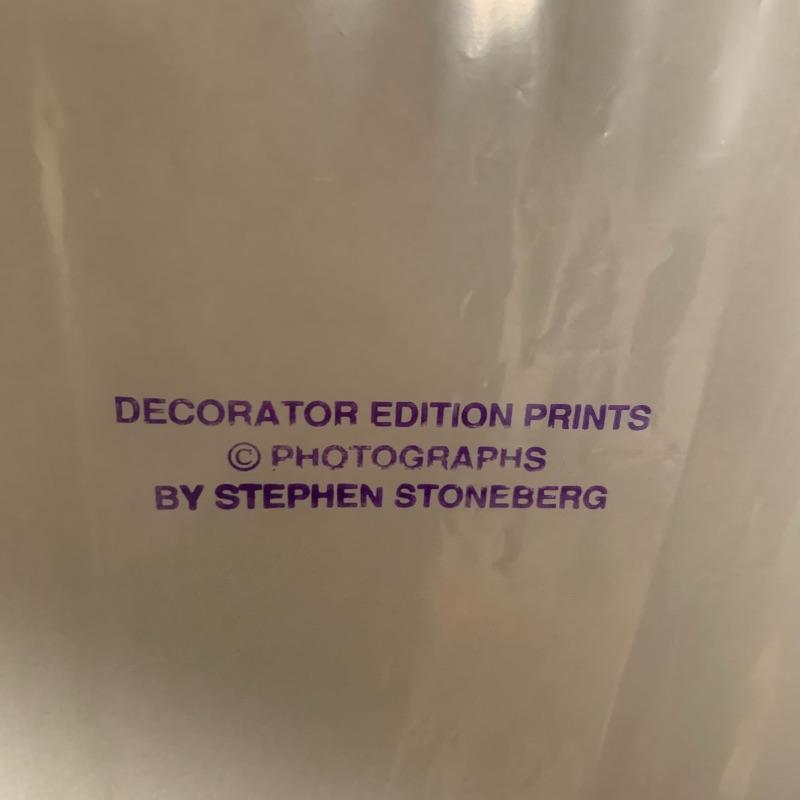 DECORATOR EDITION PRINTS
© PHOTOGRAPHS
BY STEPHEN STONEBERG